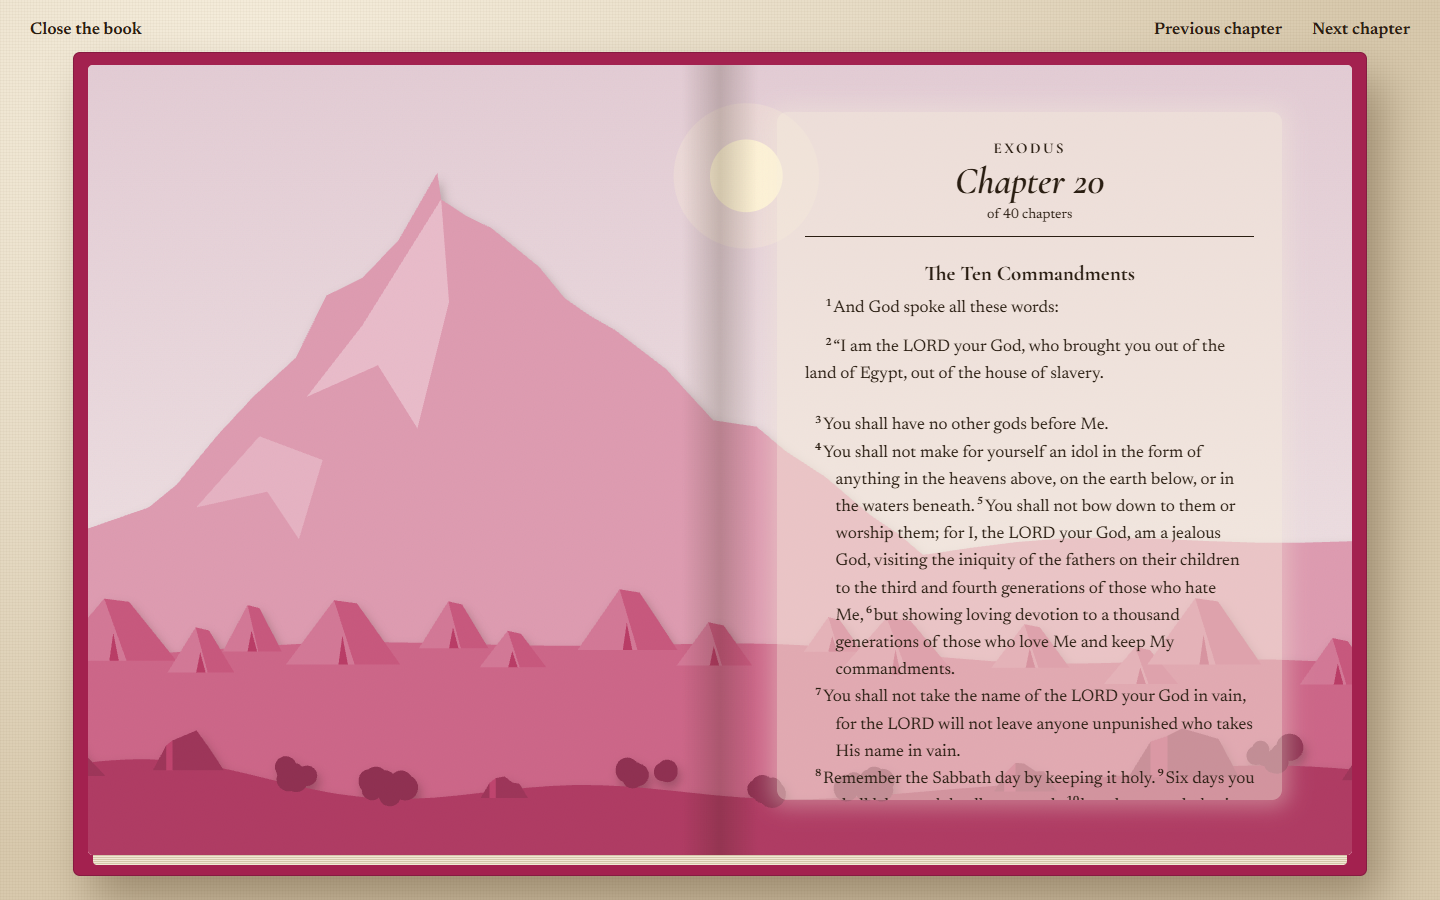 Close the book
Previous chapter
Next chapter
EXODUS
Chapter 20
of 40 chapters
The Ten Commandments
1 And God spoke all these words:
2 “I am the LORD your God, who brought you out of the
land of Egypt, out of the house of slavery.
3 You shall have no other gods before Me.
4 You shall not make for yourself an idol in the form of
anything in the heavens above, on the earth below, or in
the waters beneath. 5 You shall not bow down to them or
worship them; for I, the LORD your God, am a jealous
God, visiting the iniquity of the fathers on their children
to the third and fourth generations of those who hate
Me, 6 but showing loving devotion to a thousand
generations of those who love Me and keep My
commandments.
7 You shall not take the name of the LORD your God in vain,
for the LORD will not leave anyone unpunished who takes
His name in vain.
8 Remember the Sabbath day by keeping it holy. 9 Six days you